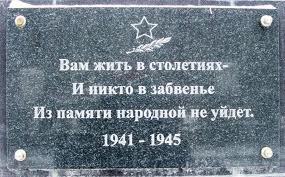 Вам жить в столетиях-
И никто в забвенье
Из памяти народной не уйдет.
1941 - 1945